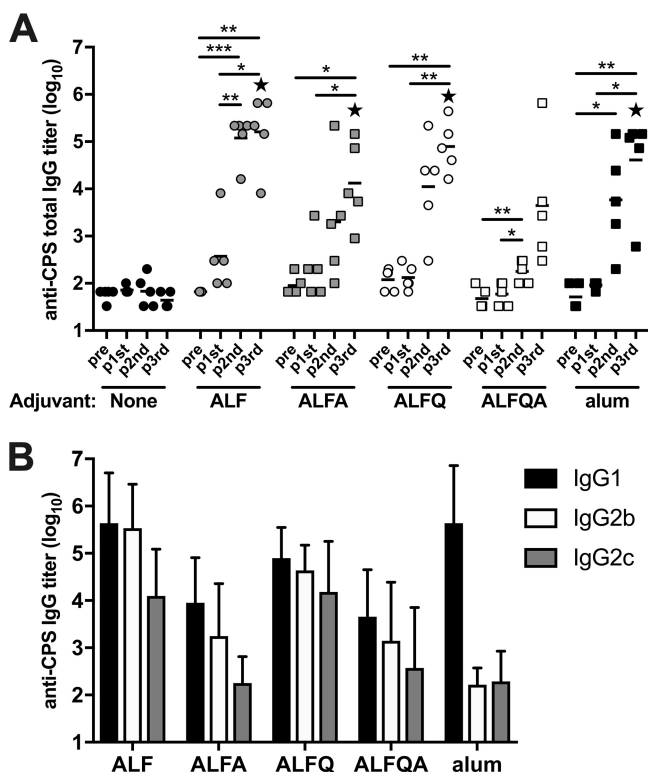 A
anti-CPS total IgG titer (log10)
7
6
5
4
3
2
1
** *** * ** * * ** ** ** * ** * *
pre p1st p2nd p3rd pre p1st p2nd p3rd pre p1st p2nd p3rd pre p1st p2nd p3rd pre p1st p2nd p3rd pre p1st p2nd p3rd
Adjuvant: None ALF ALFA ALFQ ALFQA alum
B
anti-CPS IgG titer (log10)
7
6
5
4
3
2
1
IgG1
IgG2b
IgG2c
ALF ALFA ALFQ ALFQA alum